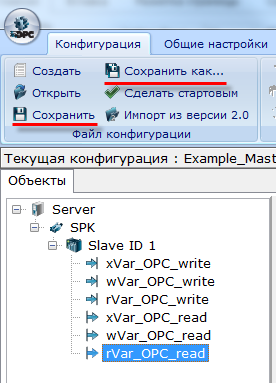 OPC
Конфигурация Общие настройки
Создать Сохранить как...
Открыть Сделать стартовым
Сохранить Импорт из версии 2.0
Файл конфигурации
Текущая конфигурация : Example_Mast
Объекты
Server
SPK
Slave ID 1
xVar_OPC_write
wVar_OPC_write
rVar_OPC_write
xVar_OPC_read
wVar_OPC_read
rVar_OPC_read